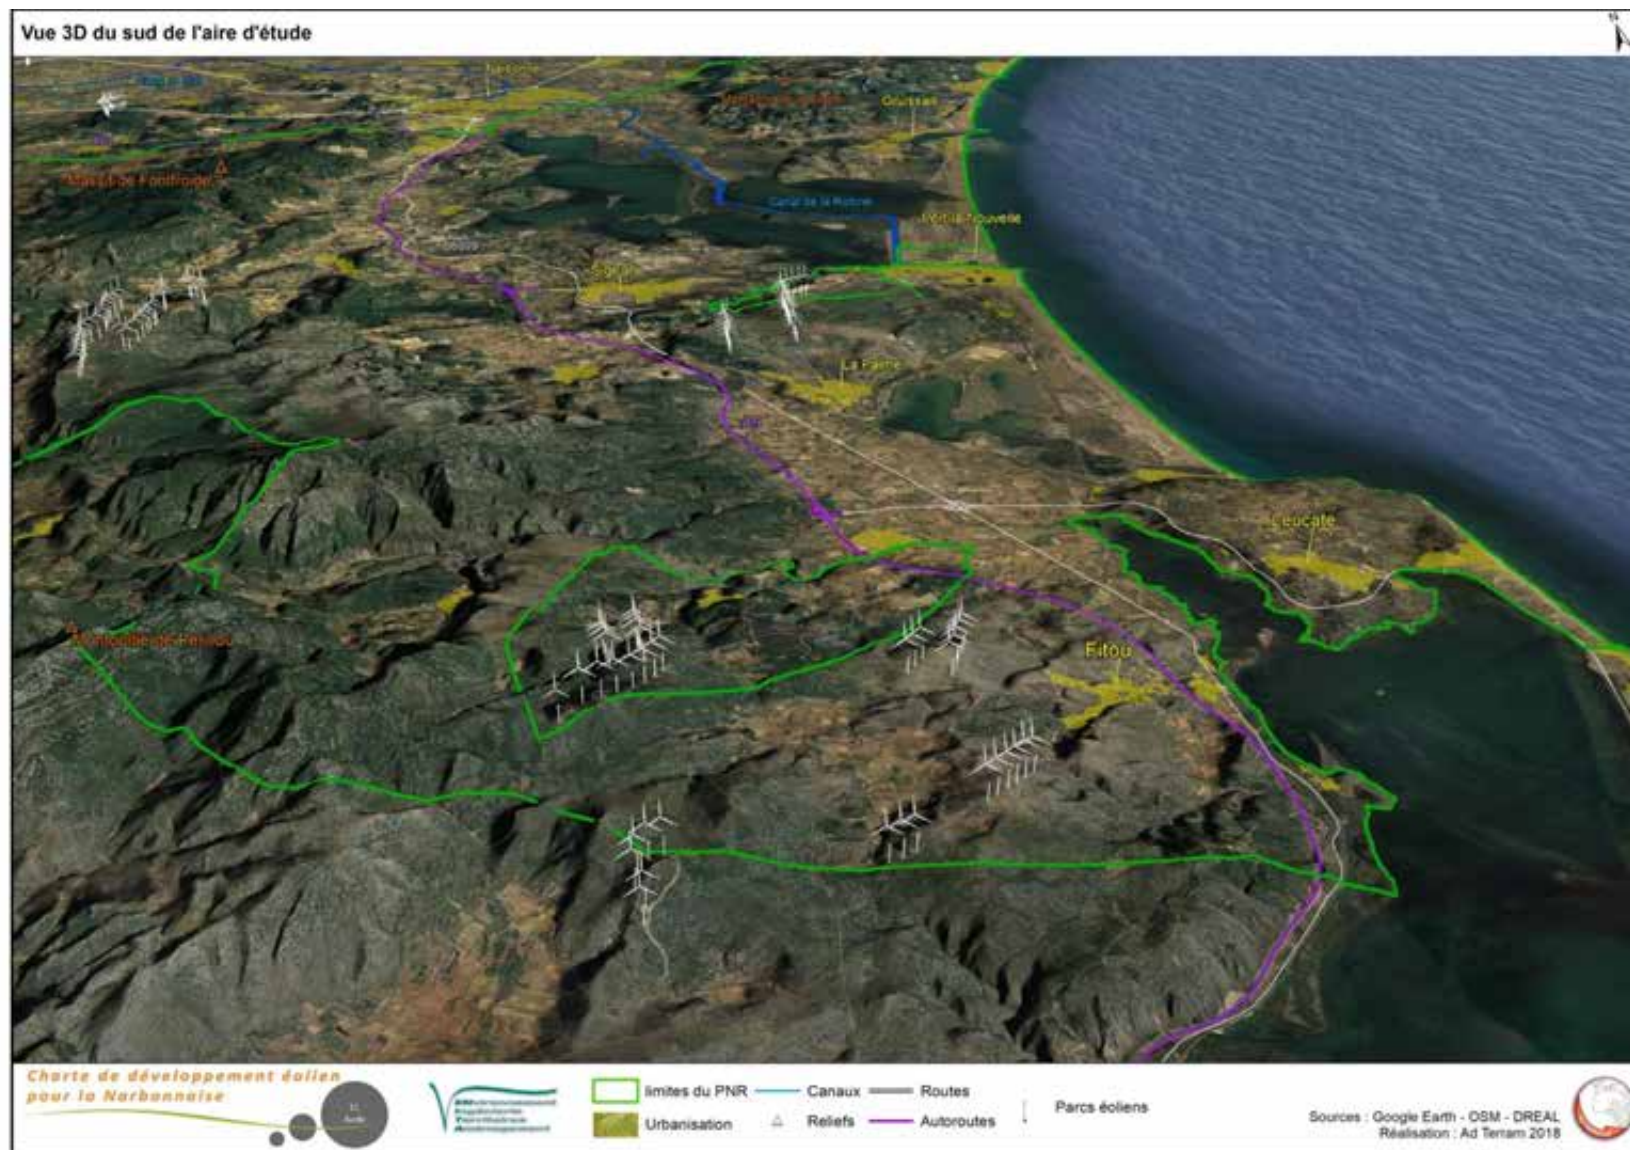 Vue 3D du sud de l'aire d'étude
N
Gruissan
Massif de Fontfroide
Canal de la Robine
Port-la-Nouvelle
Sigean
La Palme
Leucate
Fitou
Charte de développement éolien
pour la Narbonnaise
limites du PNR
Canaux
Routes
Parcs éoliens
Urbanisation
Reliefs
Autoroutes
Sources : Google Earth - OSM - DREAL
Réalisation : Ad Terram 2018